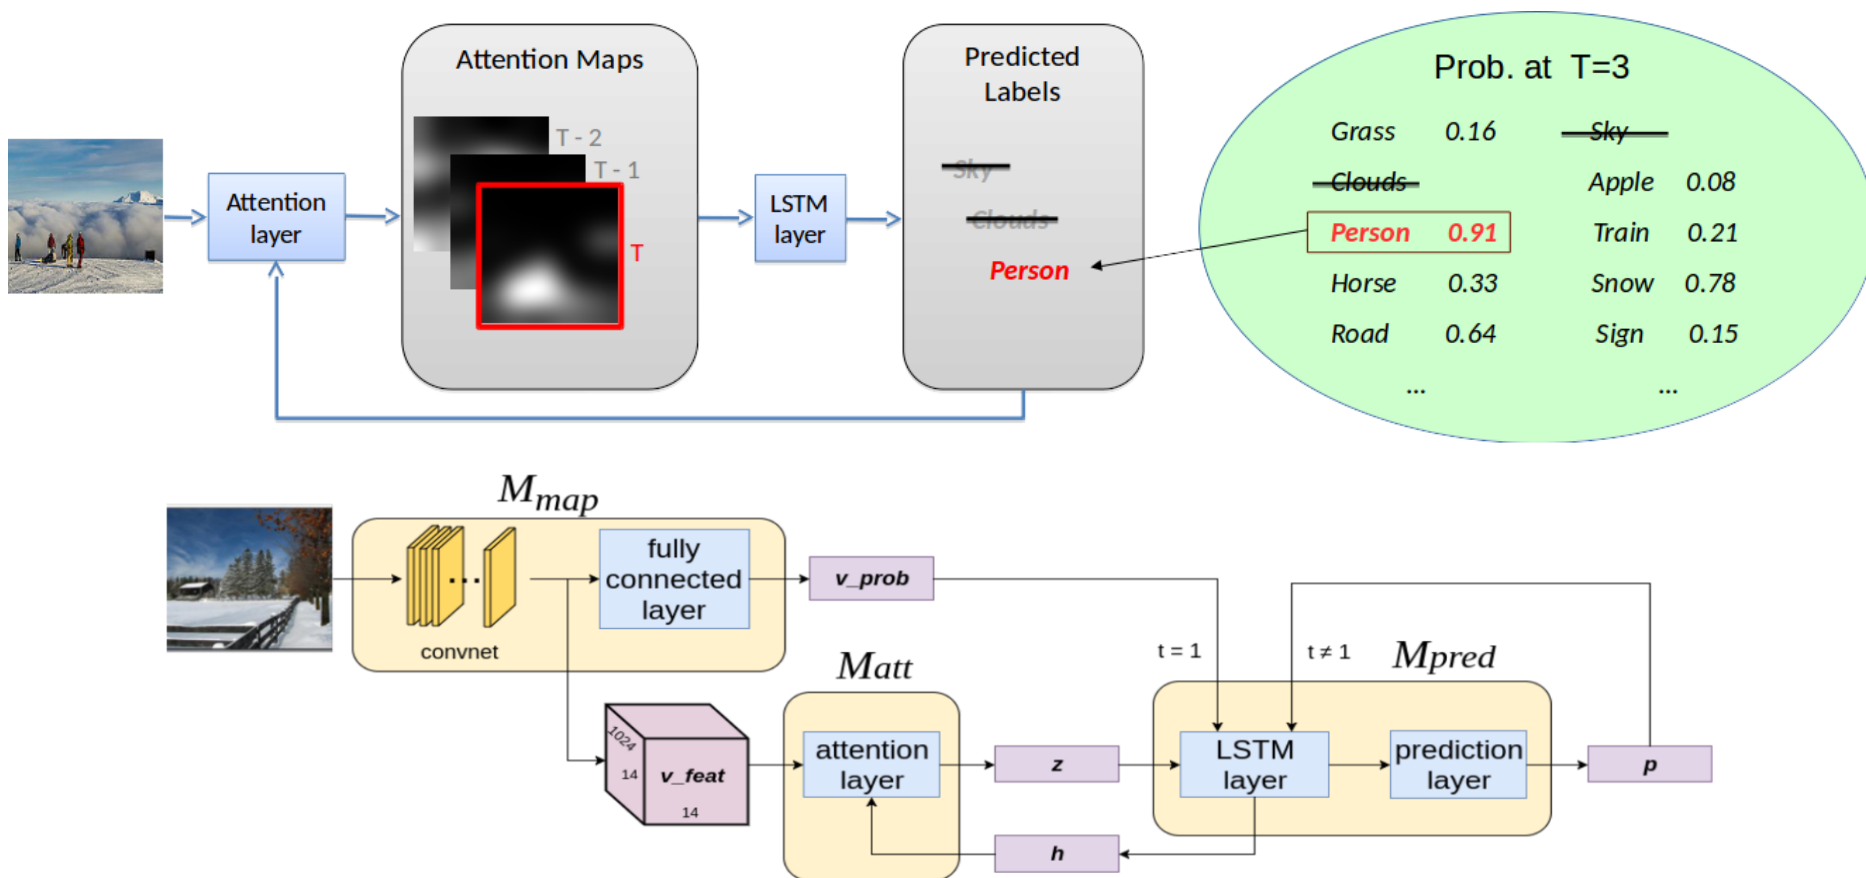 Attention Maps
T - 2
T - 1
T
Attention
layer
LSTM
layer
Predicted
Labels
Sky
Clouds
Person
Prob. at T=3
Grass 0.16 Sky
Clouds Apple 0.08
Person 0.91 Train 0.21
Horse 0.33 Snow 0.78
Road 0.64 Sign 0.15
... ...
M_map
fully
connected
layer
convnet
...
v_prob
t = 1
t ≠ 1
Mpred
Matt
1024
14
v_feat
14
attention
layer
z
LSTM
layer
prediction
layer
p
h